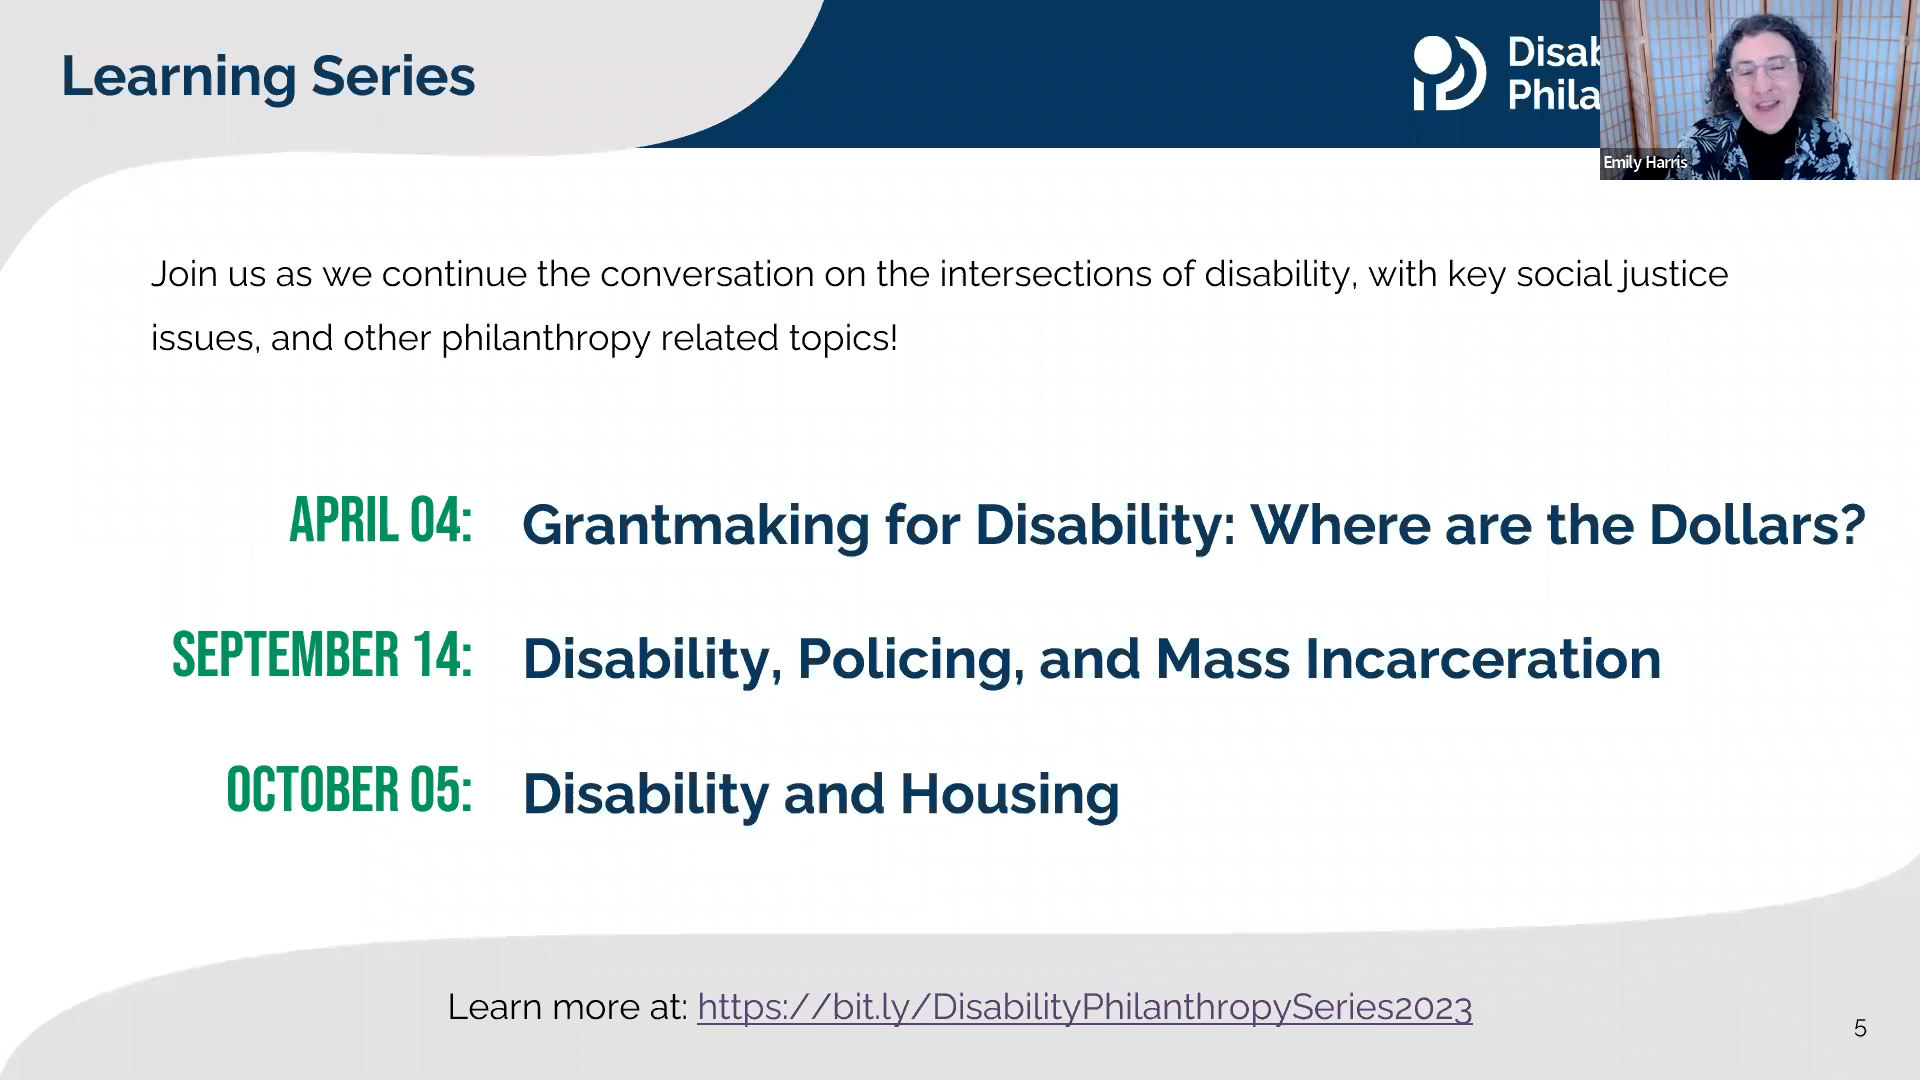 Learning Series
Disab
Phila
Emily Harris
Join us as we continue the conversation on the intersections of disability, with key social justice
issues, and other philanthropy related topics!
APRIL 04: Grantmaking for Disability: Where are the Dollars?
SEPTEMBER 14: Disability, Policing, and Mass Incarceration
OCTOBER 05: Disability and Housing
Learn more at: https://bit.ly/DisabilityPhilanthropySeries2023
5